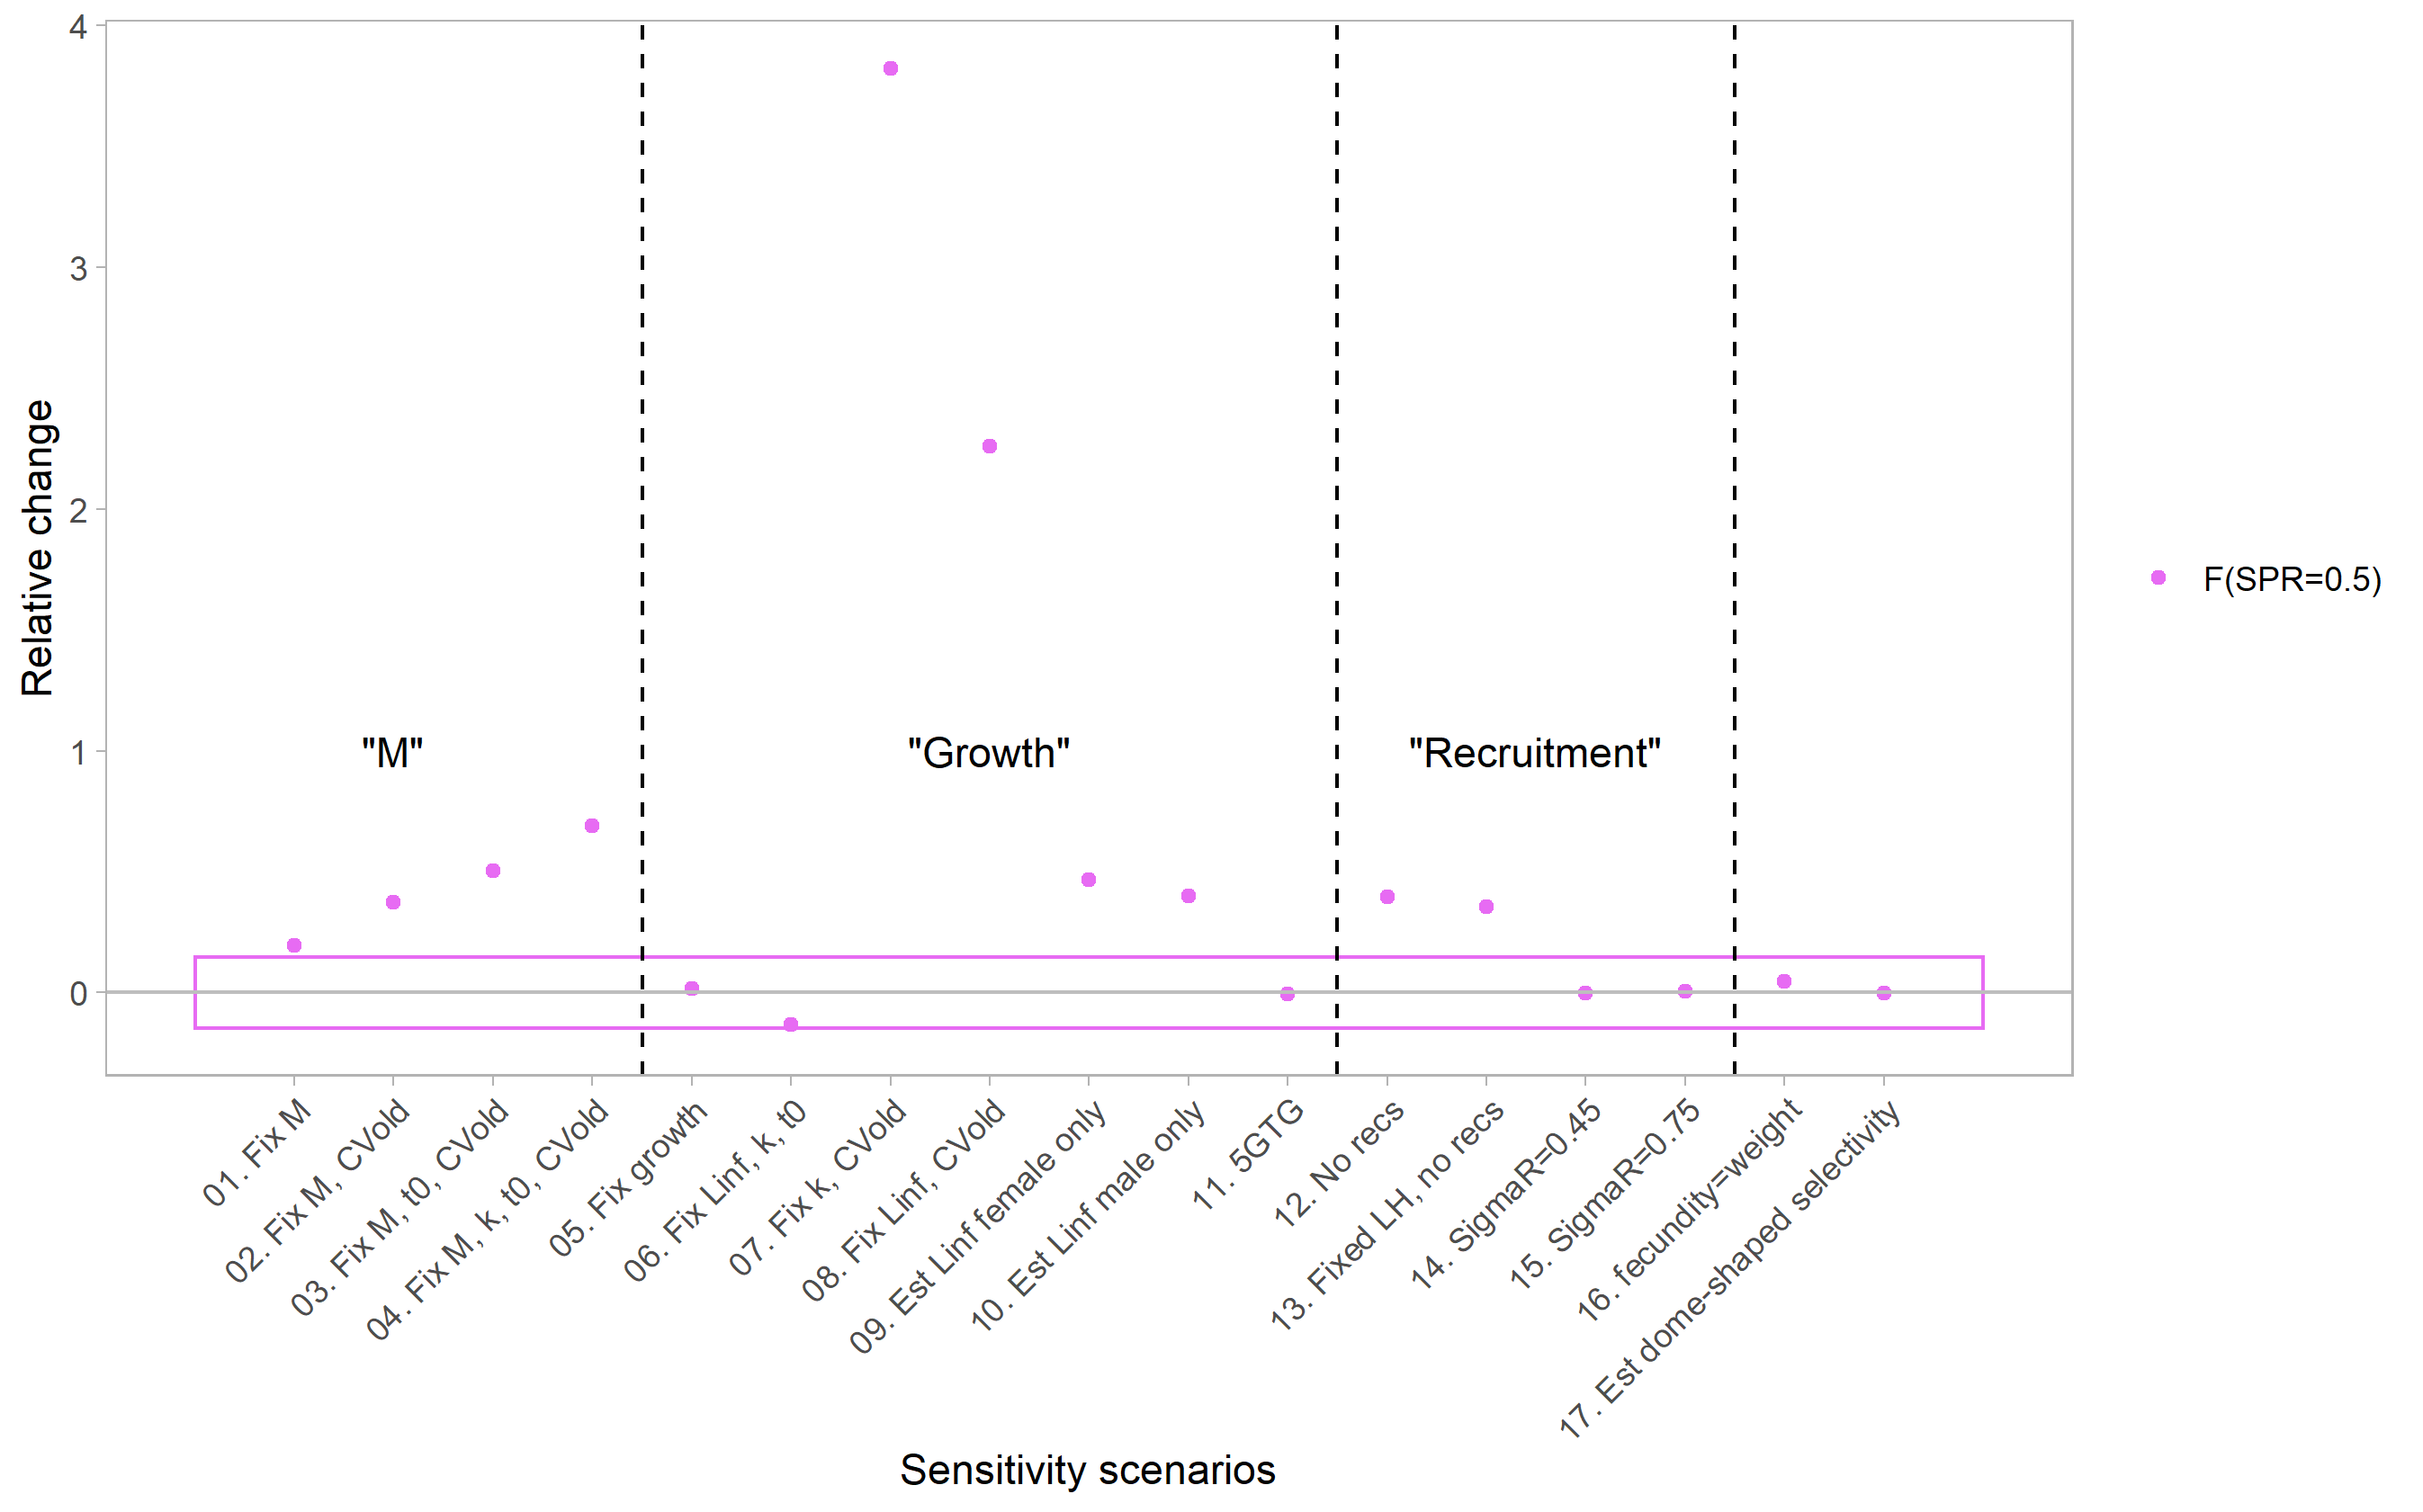 4
3
2
1
0
Relative change
"M"
"Growth"
"Recruitment"
F(SPR=0.5)
01. Fix M
02. Fix M, CVold
03. Fix M, t0, CVold
04. Fix M, k, t0, CVold
05. Fix growth
06. Fix Linf, k, t0
07. Fix k, CVold
08. Fix Linf, CVold
09. Est Linf female only
10. Est Linf male only
11. 5GTG
12. No recs
13. Fixed LH, no recs
14. SigmaR=0.45
15. SigmaR=0.75
16. fecundity=weight
17. Est dome-shaped selectivity
Sensitivity scenarios